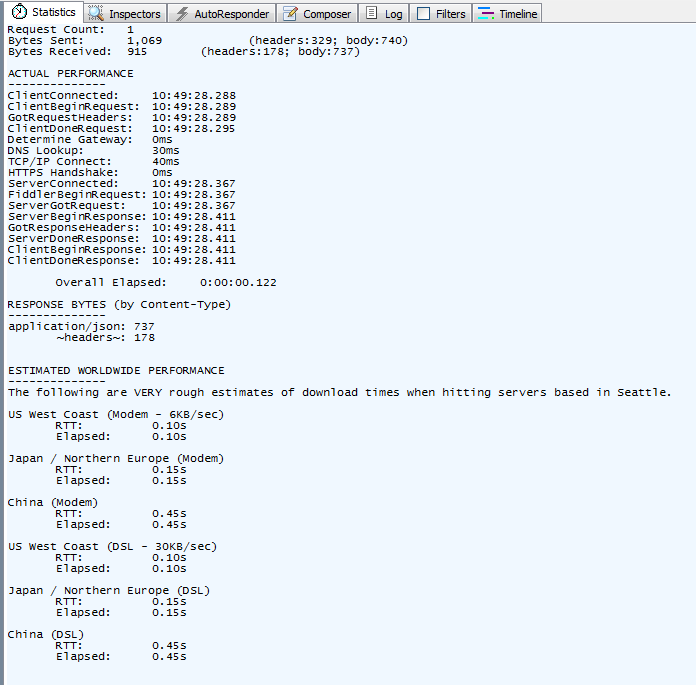 Statistics Inspectors AutoResponder Composer Log Filters Timeline
Request Count: 1
Bytes Sent: 1,069 (headers:329; body:740)
Bytes Received: 915 (headers:178; body:737)
ACTUAL PERFORMANCE
--------------
ClientConnected: 10:49:28.288
ClientBeginRequest: 10:49:28.289
GotRequestHeaders: 10:49:28.289
ClientDoneRequest: 10:49:28.295
Determine Gateway: 0ms
DNS Lookup: 30ms
TCP/IP Connect: 40ms
HTTPS Handshake: 0ms
ServerConnected: 10:49:28.367
FiddlerBeginRequest: 10:49:28.367
ServerGotRequest: 10:49:28.367
ServerBeginResponse: 10:49:28.411
GotResponseHeaders: 10:49:28.411
ServerDoneResponse: 10:49:28.411
ClientBeginResponse: 10:49:28.411
ClientDoneResponse: 10:49:28.411
Overall Elapsed: 0:00:00.122
RESPONSE BYTES (by Content-Type)
--------------
application/json: 737
~headers~: 178
ESTIMATED WORLDWIDE PERFORMANCE
--------------
The following are VERY rough estimates of download times when hitting servers based in Seattle.
US West Coast (Modem - 6KB/sec)
RTT: 0.10s
Elapsed: 0.10s
Japan / Northern Europe (Modem)
RTT: 0.15s
Elapsed: 0.15s
China (Modem)
RTT: 0.45s
Elapsed: 0.45s
US West Coast (DSL - 30KB/sec)
RTT: 0.10s
Elapsed: 0.10s
Japan / Northern Europe (DSL)
RTT: 0.15s
Elapsed: 0.15s
China (DSL)
RTT: 0.45s
Elapsed: 0.45s